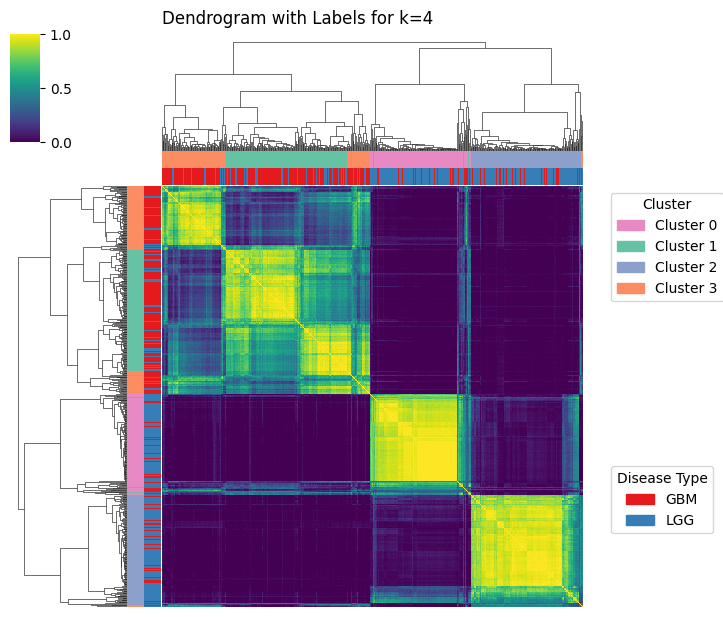 Dendrogram with Labels for k=4
1.0
0.5
0.0
Cluster
Cluster 0
Cluster 1
Cluster 2
Cluster 3
Disease Type
GBM
LGG